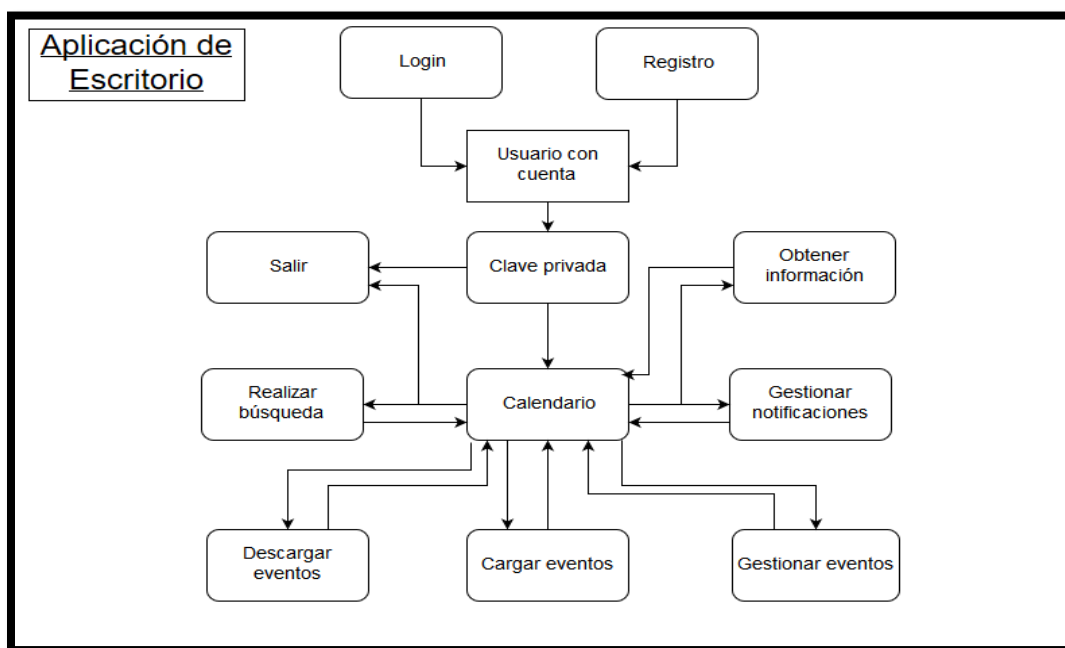 Aplicación de
Escritorio
Login
Registro
Usuario con
cuenta
Salir
Clave privada
Obtener
información
Realizar
búsqueda
Calendario
Gestionar
notificaciones
Descargar
eventos
Cargar eventos
Gestionar eventos